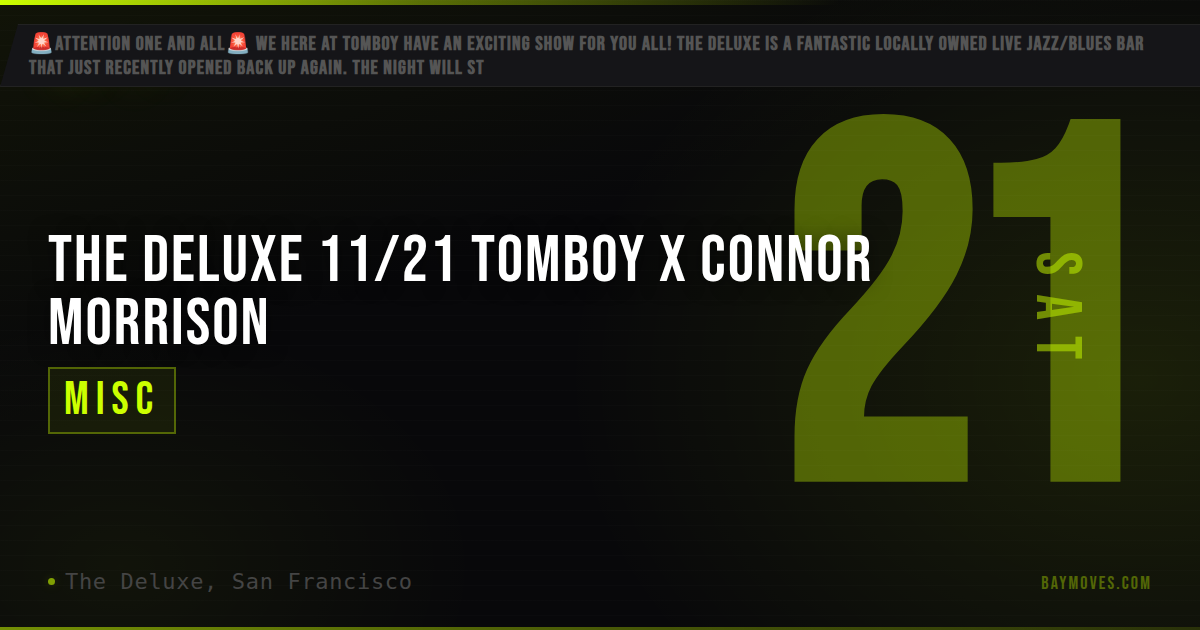 🚨ATTENTION ONE AND ALL🚨 WE HERE AT TOMBOY HAVE AN EXCITING SHOW FOR YOU ALL! THE DELUXE IS A FANTASTIC LOCALLY OWNED LIVE JAZZ/BLUES BAR
THAT JUST RECENTLY OPENED BACK UP AGAIN. THE NIGHT WILL ST
21
SAT
THE DELUXE 11/21 TOMBOY X CONNOR
MORRISON
MISC
The Deluxe, San Francisco
BAYMOVES.COM